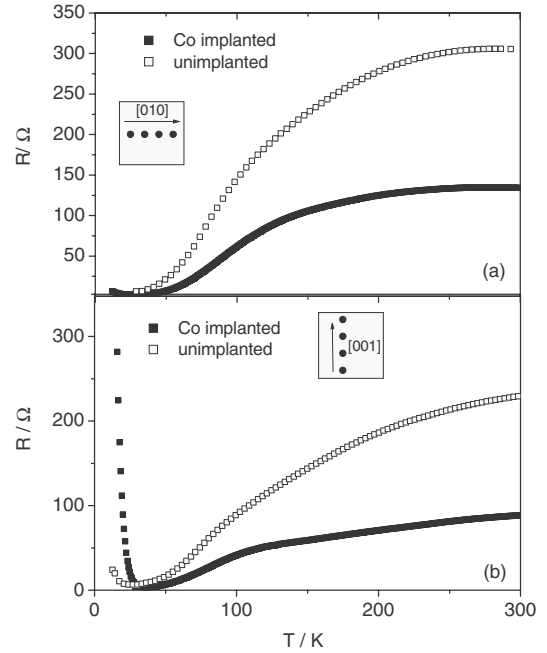 350
300
250
200
150
100
50
R/ Ω
Co implanted
unimplanted
[010]
(a)
300
200
100
0
R / Ω
Co implanted
unimplanted
[001]
(b)
0 100 200 300
T / K